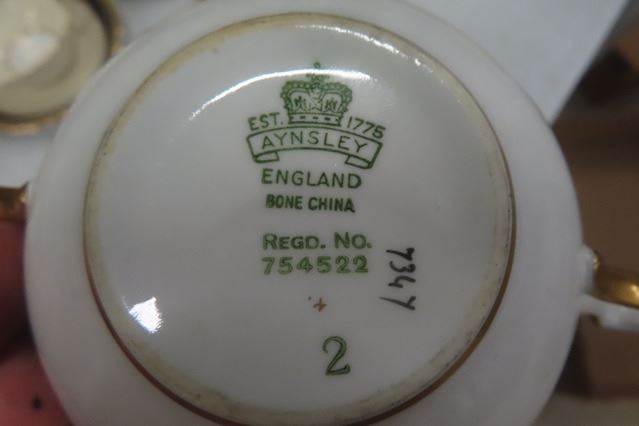 EST. 1775
AYNSLEY
ENGLAND
BONE CHINA
REGD. NO.
754522
7347
2